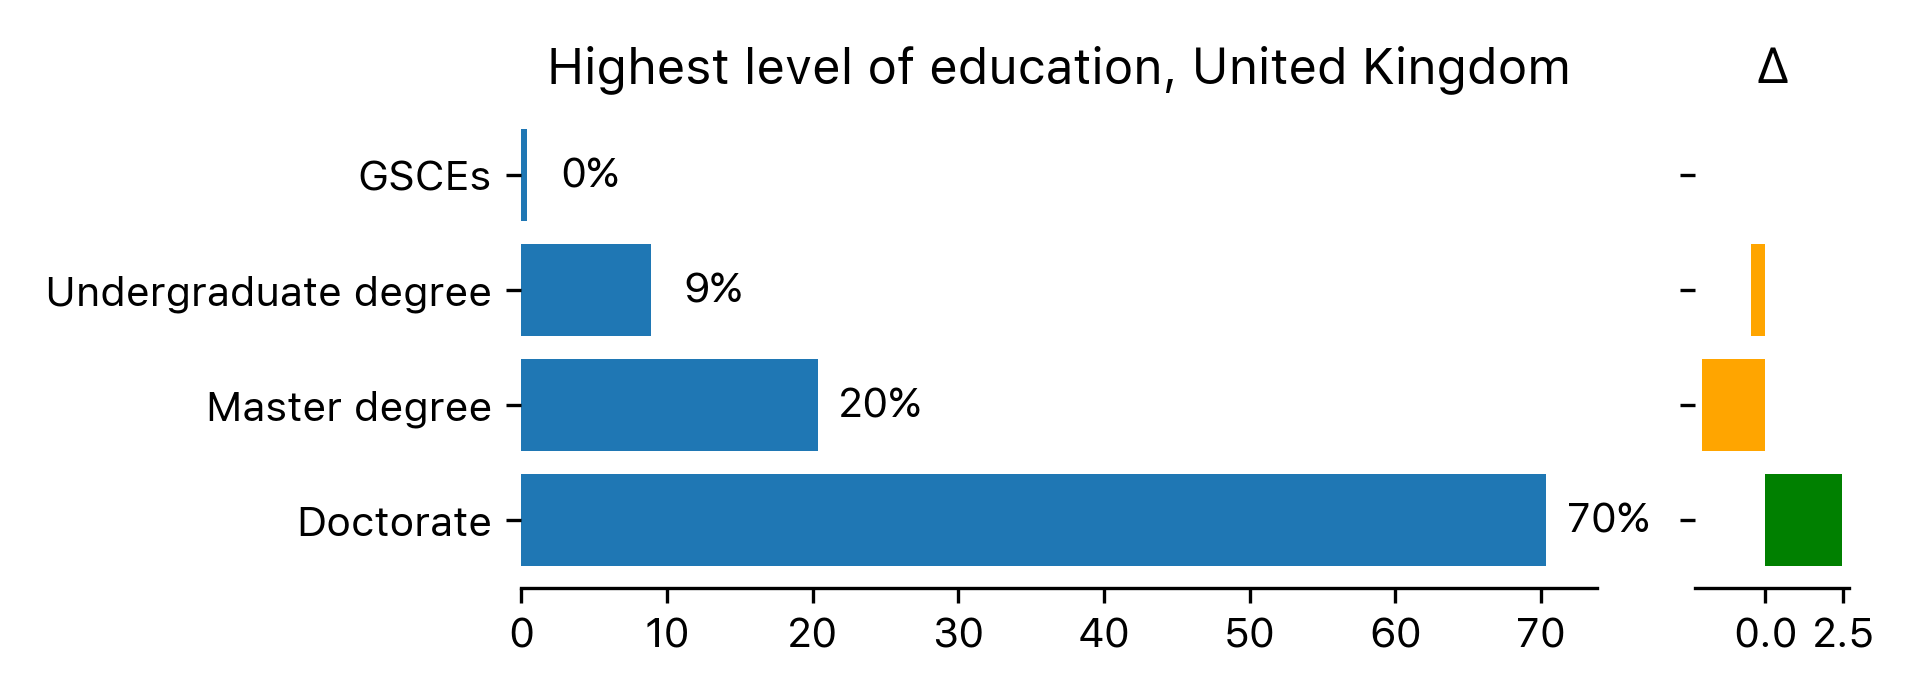 Highest level of education, United Kingdom Δ
GSCEs 0%
Undergraduate degree 9%
Master degree 20%
Doctorate 70%
0 10 20 30 40 50 60 70 0.0 2.5